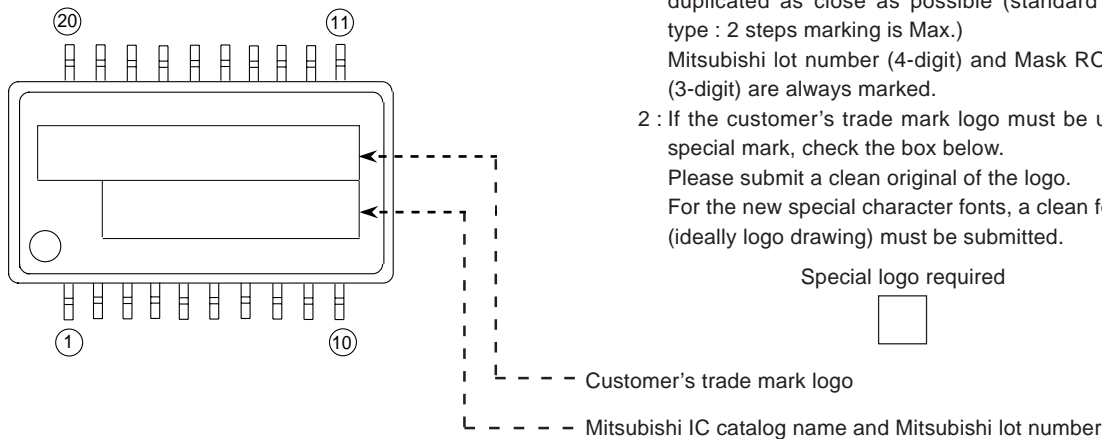 20
11
1
10
duplicated as close as possible (standard
type : 2 steps marking is Max.)
Mitsubishi lot number (4-digit) and Mask
(3-digit) are always marked.
2 : If the customer's trade mark logo must be
special mark, check the box below.
Please submit a clean original of the logo.
For the new special character fonts, a clean
(ideally logo drawing) must be submitted.
Special logo required
Customer's trade mark logo
Mitsubishi IC catalog name and Mitsubishi lot number